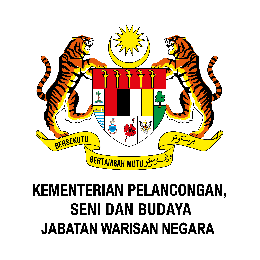 BERSEKUTU
BERTAMBAH MUTU
KEMENTERIAN PELANCONGAN,
SENI DAN BUDAYA
JABATAN WARISAN NEGARA